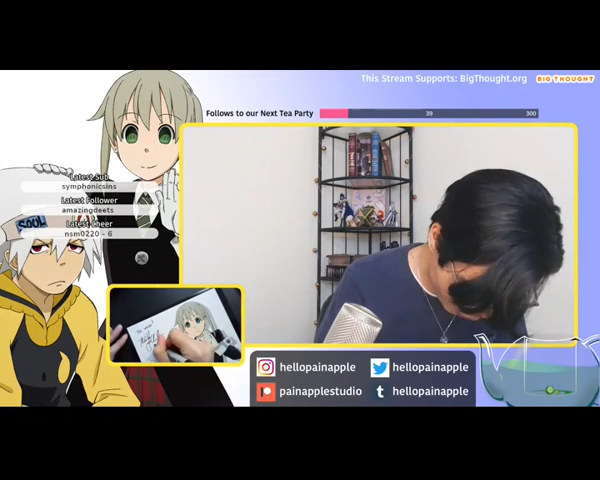 This Stream Supports: BigThought.org
BIG THOUGHT
Follows to our Next Tea Party
39
300
Latest Sub
symphonicsins
Latest Follower
amazingdeets
Latest Cheer
nsm0220 - 6
SOUL
hellopainapple
hellopainapple
painapplestudio
hellopainapple